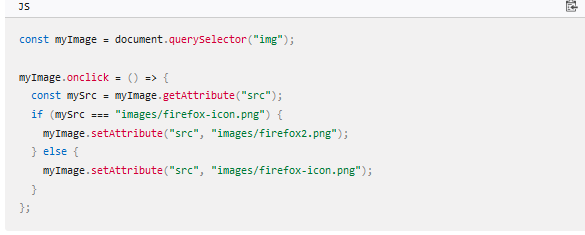 JS
const myImage = document.querySelector("img");
myImage.onclick = () => {
  const mySrc = myImage.getAttribute("src");
  if (mySrc === "images/firefox-icon.png") {
    myImage.setAttribute("src", "images/firefox2.png");
  } else {
    myImage.setAttribute("src", "images/firefox-icon.png");
  }
};